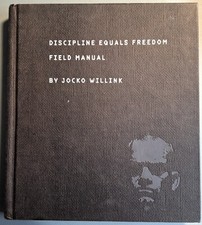 DISCIPLINE EQUALS FREEDOM
FIELD MANUAL
BY JOCKO WILLINK